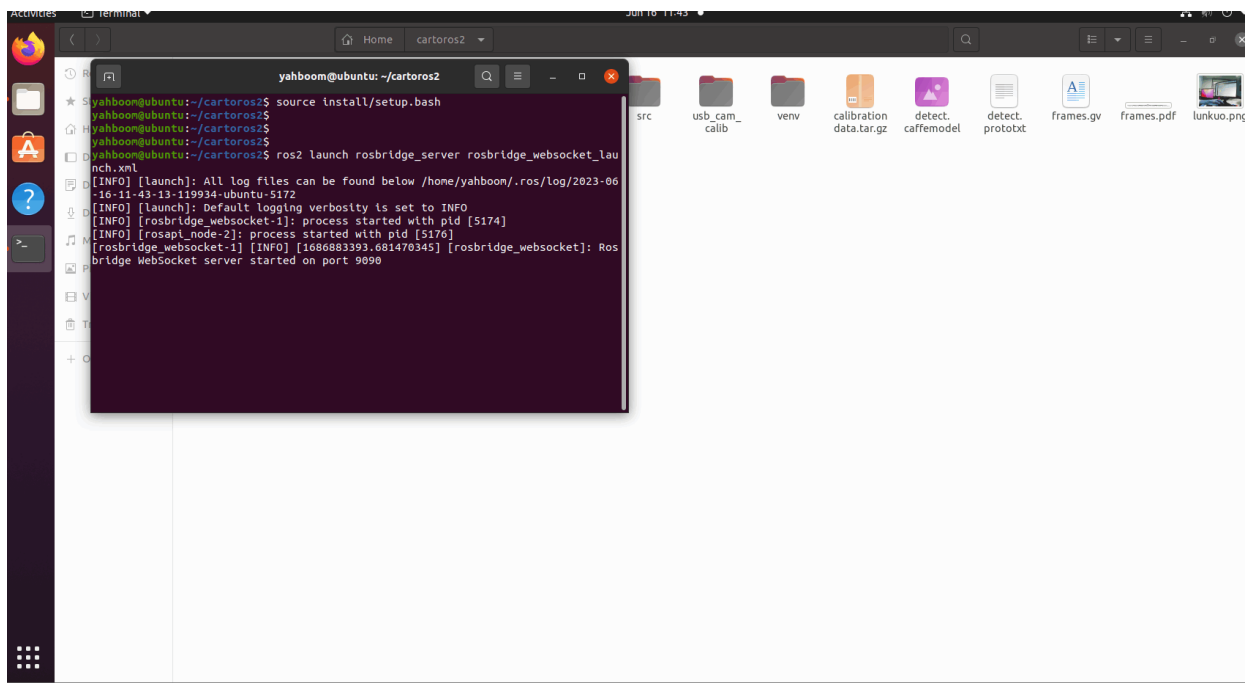 Activities
Terminal
Jun 16 11:43
Home
cartoros2
yahboom@ubuntu: ~/cartoros2
yahboom@ubuntu:~/cartoros2$ source install/setup.bash
yahboom@ubuntu:~/cartoros2$
yahboom@ubuntu:~/cartoros2$
yahboom@ubuntu:~/cartoros2$
yahboom@ubuntu:~/cartoros2$ ros2 launch rosbridge_server rosbridge_websocket_lau
nch.xml
[INFO] [launch]: All log files can be found below /home/yahboom/.ros/log/2023-06
-16-11-43-13-119934-ubuntu-5172
[INFO] [launch]: Default logging verbosity is set to INFO
[INFO] [rosbridge_websocket-1]: process started with pid [5174]
[INFO] [rosapi_node-2]: process started with pid [5176]
[rosbridge_websocket-1] [INFO] [1686883393.681470345] [rosbridge_websocket]: Ros
bridge WebSocket server started on port 9090
src
usb_cam_
calib
venv
calibration
data.tar.gz
detect.
caffemodel
detect.
prototxt
frames.gv
frames.pdf
lunkuo.png